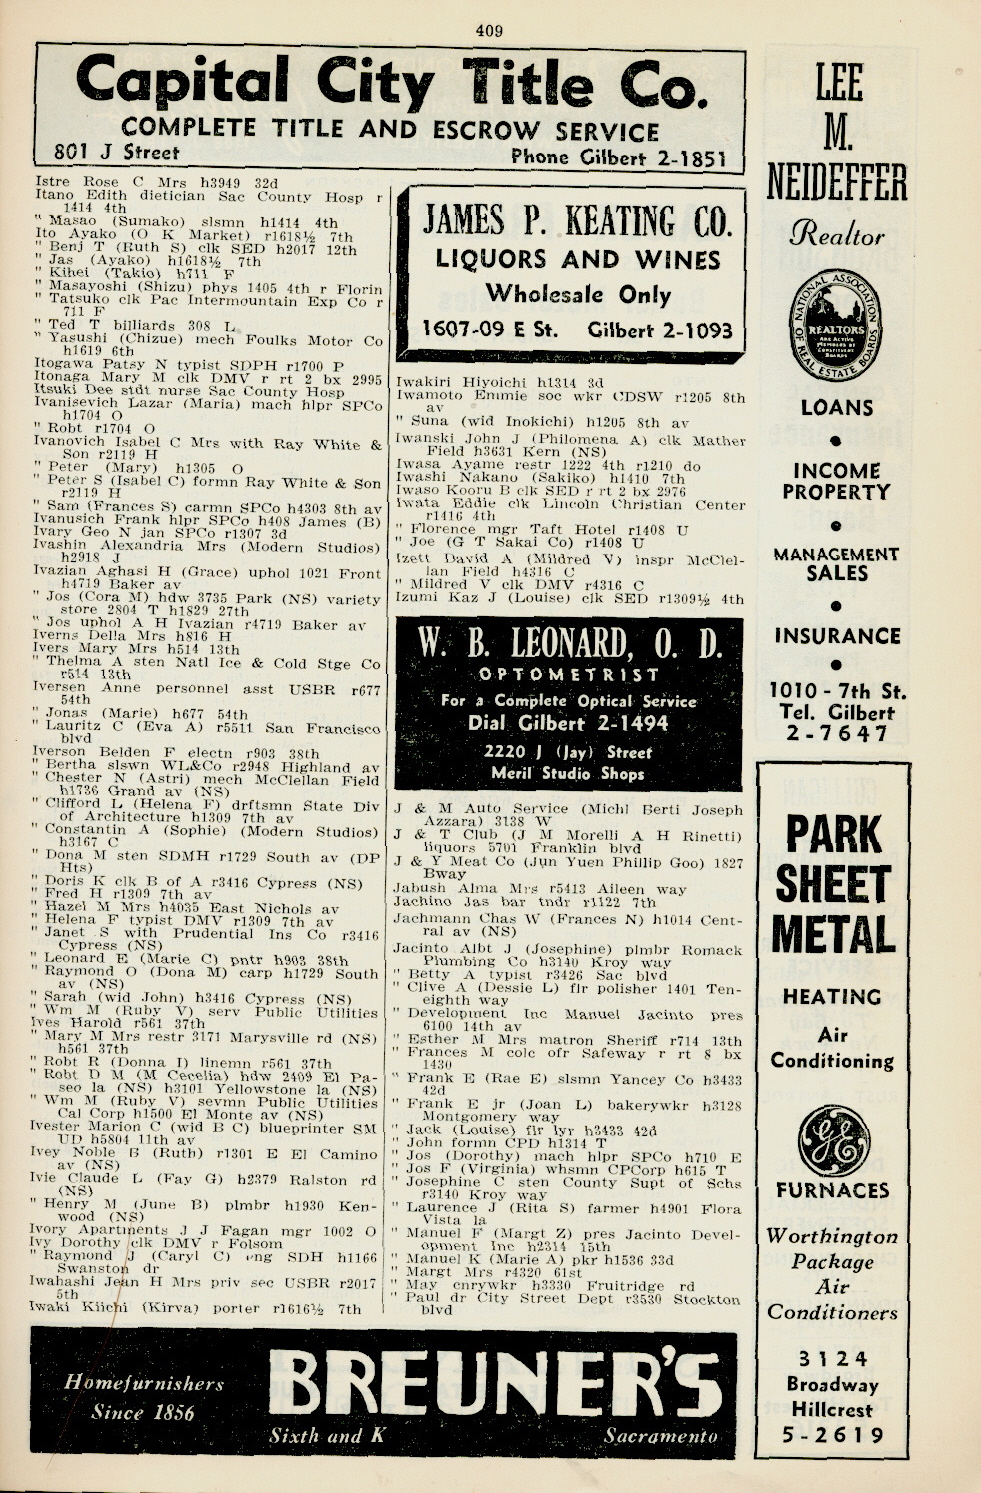 409
Capital City Title Co.
COMPLETE TITLE AND ESCROW SERVICE
801 J Street Phone Gilbert 2-1851
Istre Rose C Mrs h3949 32d
Itano Edith dietician Sac County Hosp r
1414 4th
" Masao (Sumako) slsmn h1414 4th
Ito Ayako (O K Market) r1618½ 7th
" Benj T (Ruth S) clk SED h2017 12th
" Jas (Ayako) h1618½ 7th
" Kihei (Takio) h711 F
" Masayoshi (Shizu) phys 1405 4th r Florin
" Tatsuko clk Pac Intermountain Exp Co r
711 F
" Ted T billiards 308 L
" Yasushi (Chizue) mech Foulks Motor Co
h1619 6th
Itogawa Patsy N typist SDPH r1700 P
Itonaga Mary M clk DMV r rt 2 bx 2995
Itsuki Dee stdt nurse Sac County Hosp
Ivanisevich Lazar (Maria) mach hlpr SPCo
h1704 O
" Robt r1704 O
Ivanovich Isabel C Mrs with Ray White &
Son r2119 H
" Peter (Mary) h1305 O
" Peter S (Isabel C) formn Ray White & Son
r2119 H
" Sam (Frances S) carmn SPCo h4303 8th av
Ivanusich Frank hlpr SPCo h408 James (B)
Ivary Geo N jan SPCo r1307 3d
Ivashin Alexandria Mrs (Modern Studios)
h2918 J
Ivazian Aghasi H (Grace) uphol 1021 Front
h4719 Baker av
" Jos (Cora M) hdw 3735 Park (NS) variety
store 2804 T h1829 27th
" Jos uphol A H Ivazian r4719 Baker av
Iverns Della Mrs h816 H
Ivers Mary Mrs h514 13th
" Thelma A sten Natl Ice & Cold Stge Co
r514 13th
Iversen Anne personnel asst USBR r677
54th
" Jonas (Marie) h677 54th
" Lauritz C (Eva A) r5511 San Francisco
blvd
Iverson Belden F electn r903 38th
" Bertha slswn WL&Co r2948 Highland av
" Chester N (Astri) mech McClellan Field
h1736 Grand av (NS)
" Clifford L (Helena F) drftsmn State Div
of Architecture h1309 7th av
" Constantin A (Sophie) (Modern Studios)
h3167 C
" Dona M sten SDMH r1729 South av (DP
Hts)
" Doris K clk B of A r3416 Cypress (NS)
" Fred H r1309 7th av
" Hazel M Mrs h4035 East Nichols av
" Helena F typist DMV r1309 7th av
" Janet S with Prudential Ins Co r3416
Cypress (NS)
" Leonard E (Marie C) pntr h903 38th
" Raymond O (Dona M) carp h1729 South
av (NS)
" Sarah (wid John) h3416 Cypress (NS)
" Wm M (Ruby V) serv Public Utilities
Ives Harold r561 37th
" Mary M Mrs restr 3171 Marysville rd (NS)
h561 37th
" Robt R (Donna I) linemn r561 37th
" Robt D M (M Cecelia) hdw 2409 El Pa-
seo la (NS) h3101 Yellowstone la (NS)
" Wm M (Ruby V) sevmn Public Utilities
Cal Corp h1500 El Monte av (NS)
Ivester Marion C (wid B C) blueprinter SM
UD h5804 11th av
Ivey Noble B (Ruth) r1301 E El Camino
av (NS)
Ivie Claude L (Fay G) h2379 Ralston rd
(NS)
" Henry M (June B) plmbr h1930 Ken-
wood (NS)
Ivory Apartments J J Fagan mgr 1002 O
Ivy Dorothy clk DMV r Folsom
" Raymond J (Caryl C) eng SDH h1166
Swanston dr
Iwahashi Jean H Mrs priv sec USBR r2017
5th
Iwaki Kiichi (Kirva) porter r1616½ 7th
JAMES P. KEATING CO.
LIQUORS AND WINES
Wholesale Only
1607-09 E St. Gilbert 2-1093
Iwakiri Hiyoichi h1314 3d
Iwamoto Emmie soc wkr CDSW r1205 8th
av
" Suna (wid Inokichi) h1205 8th av
Iwanski John J (Philomena A) clk Mather
Field h3631 Kern (NS)
Iwasa Ayame restr 1222 4th r1210 do
Iwashi Nakano (Sakiko) h1410 7th
Iwaso Kooru B clk SED r rt 2 bx 2976
Iwata Eddie clk Lincoln Christian Center
r1416 4th
" Florence mgr Taft Hotel r1408 U
" Joe (G T Sakai Co) r1408 U
Izett David A (Mildred V) inspr McClel-
lan Field h4316 C
" Mildred V clk DMV r4316 C
Izumi Kaz J (Louise) clk SED r1309½ 4th
W. B. LEONARD, O. D.
OPTOMETRIST
For a Complete Optical Service
Dial Gilbert 2-1494
2220 J (Jay) Street
Meril Studio Shops
J & M Auto Service (Michl Berti Joseph
Azzara) 3138 W
J & T Club (J M Morelli A H Rinetti)
liquors 5701 Franklin blvd
J & Y Meat Co (Jun Yuen Phillip Goo) 1827
Bway
Jabush Alma Mrs r5413 Aileen way
Jachino Jas bar tndr r1122 7th
Jachmann Chas W (Frances N) h1014 Cent-
ral av (NS)
Jacinto Albt J (Josephine) plmbr Romack
Plumbing Co h3140 Kroy way
" Betty A typist r3426 Sac blvd
" Clive A (Dessie L) flr polisher 1401 Ten-
eighth way
" Development Inc Manuel Jacinto pres
6100 14th av
" Esther M Mrs matron Sheriff r714 13th
" Frances M colc ofr Safeway r rt 8 bx
1430
" Frank E (Rae E) slsmn Yancey Co h3433
42d
" Frank E jr (Joan L) bakerywkr h3128
Montgomery way
" Jack (Louise) flr lyr h3433 42d
" John formn CPD h1314 T
" Jos (Dorothy) mach hlpr SPCo h710 E
" Jos F (Virginia) whsmn CPCorp h615 T
" Josephine C sten County Supt of Schs
r3140 Kroy way
" Laurence J (Rita S) farmer h4901 Flora
Vista la
" Manuel F (Margt Z) pres Jacinto Devel-
opment Inc h2314 15th
" Manuel K (Marie A) pkr h1536 33d
" Margt Mrs r4320 61st
" May cnrywkr h3330 Fruitridge rd
" Paul dr City Street Dept r3530 Stockton
blvd
LEE
M.
NEIDEFFER
Realtor
NATIONAL ASSOCIATION
OF REAL ESTATE BOARDS
REALTORS
ARE ACTIVE
MEMBERS OF
CONSTITUENT
BOARDS
LOANS
•
INCOME
PROPERTY
•
MANAGEMENT
SALES
•
INSURANCE
•
1010 - 7th St.
Tel. Gilbert
2-7647
PARK
SHEET
METAL
HEATING
Air
Conditioning
GE
FURNACES
Worthington
Package
Air
Conditioners
3124
Broadway
Hillcrest
5-2619
Homefurnishers
Since 1856
BREUNER'S
Sixth and K Sacramento